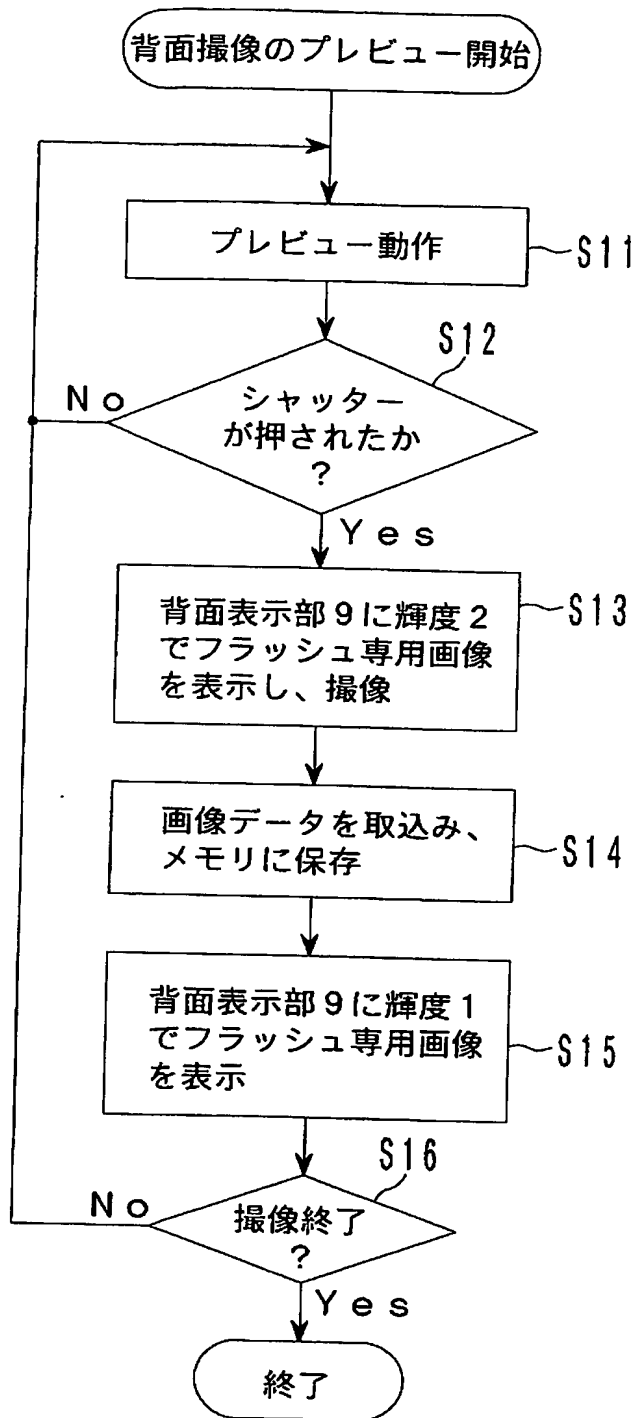 背面撮像のプレビュー開始
プレビュー動作
S11
S12
No
シャッター
が押されたか
?
Yes
背面表示部9に輝度2
でフラッシュ専用画像
を表示し、撮像
S13
画像データを取込み、
メモリに保存
S14
背面表示部9に輝度1
でフラッシュ専用画像
を表示
S15
S16
No
撮像終了
?
Yes
終了